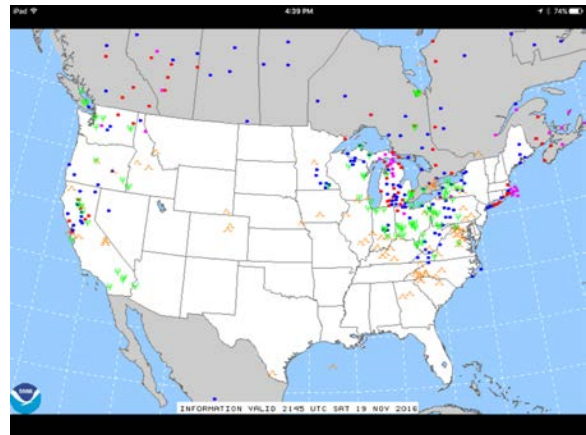 iPad 4:39 PM 74%
NOAA
INFORMATION VALID 2145 UTC SAT 19 NOV 2016